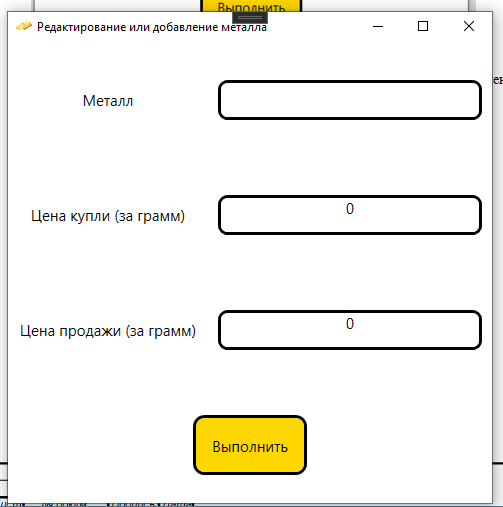 Выполнить
Редактирование или добавление металла
Металл
Цена купли (за грамм)
0
Цена продажи (за грамм)
0
Выполнить